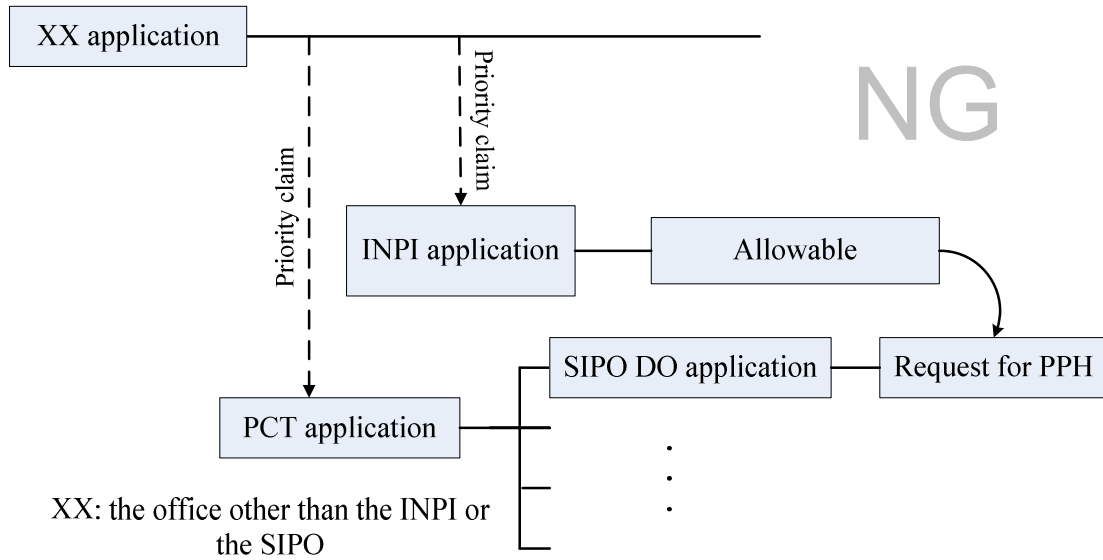 XX application
NG
Priority claim
Priority claim
INPI application
Allowable
SIPO DO application
Request for PPH
PCT application
XX: the office other than the INPI or
the SIPO